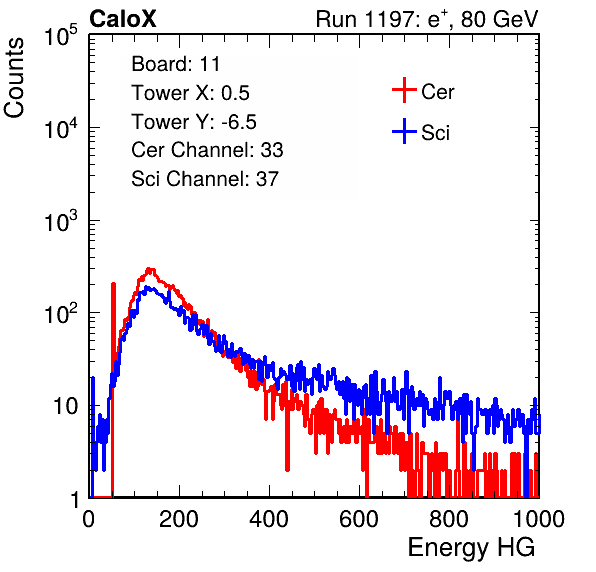 CaloX Run 1197: e+, 80 GeV
Board: 11
Tower X: 0.5
Tower Y: -6.5
Cer Channel: 33
Sci Channel: 37
Cer
Sci
Counts
10^5
10^4
10^3
10^2
10
1
0 200 400 600 800 1000
Energy HG